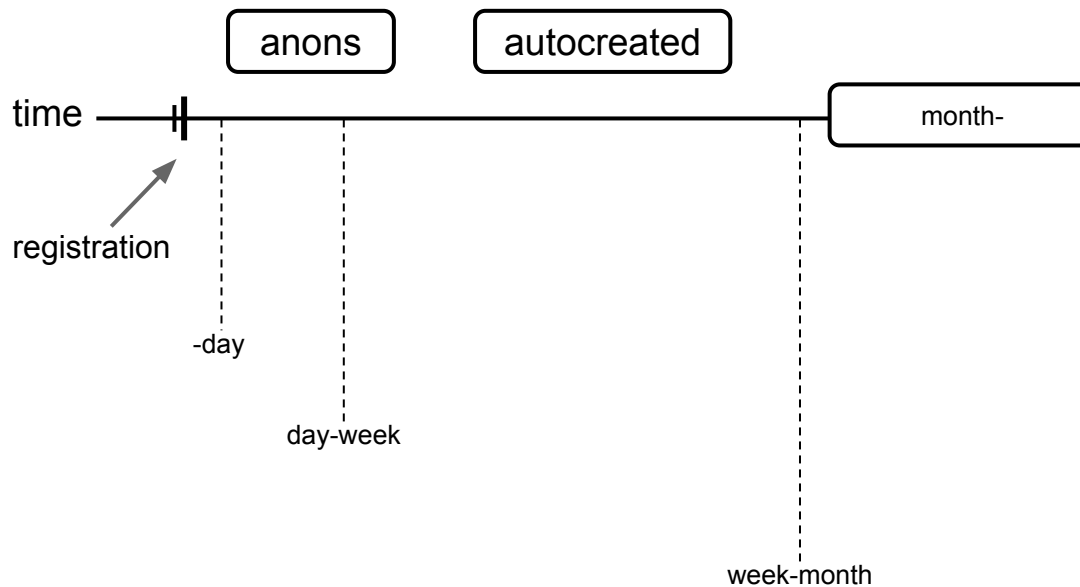 anons
autocreated
time
month-
registration
-day
day-week
week-month